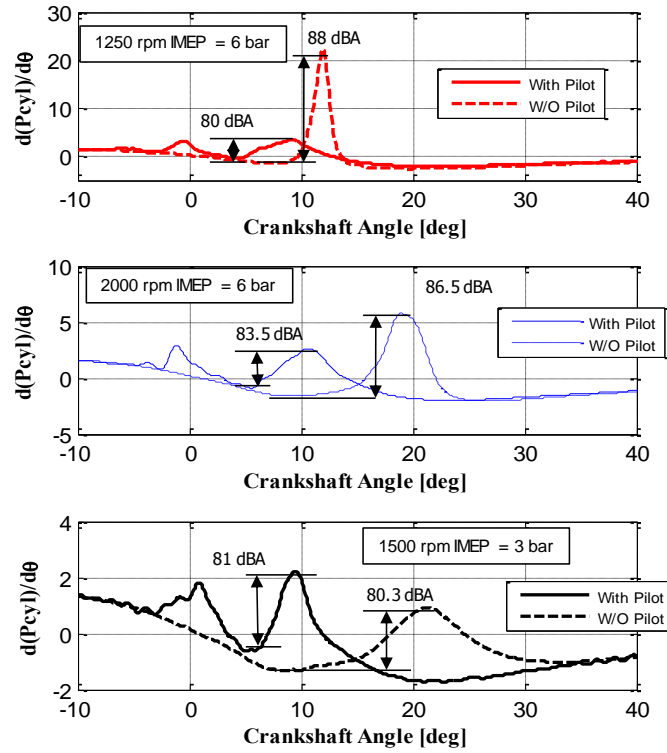 30
20
10
0
d(Pcyl)/dθ
1250 rpm IMEP = 6 bar
88 dBA
80 dBA
With Pilot
W/O Pilot
-10 0 10 20 30 40
Crankshaft Angle [deg]
10
5
0
-5
d(Pcyl)/dθ
2000 rpm IMEP = 6 bar
86.5 dBA
83.5 dBA
With Pilot
W/O Pilot
-10 0 10 20 30 40
Crankshaft Angle [deg]
4
2
0
-2
d(Pcyl)/dθ
1500 rpm IMEP = 3 bar
81 dBA
80.3 dBA
With Pilot
W/O Pilot
-10 0 10 20 30 40
Crankshaft Angle [deg]